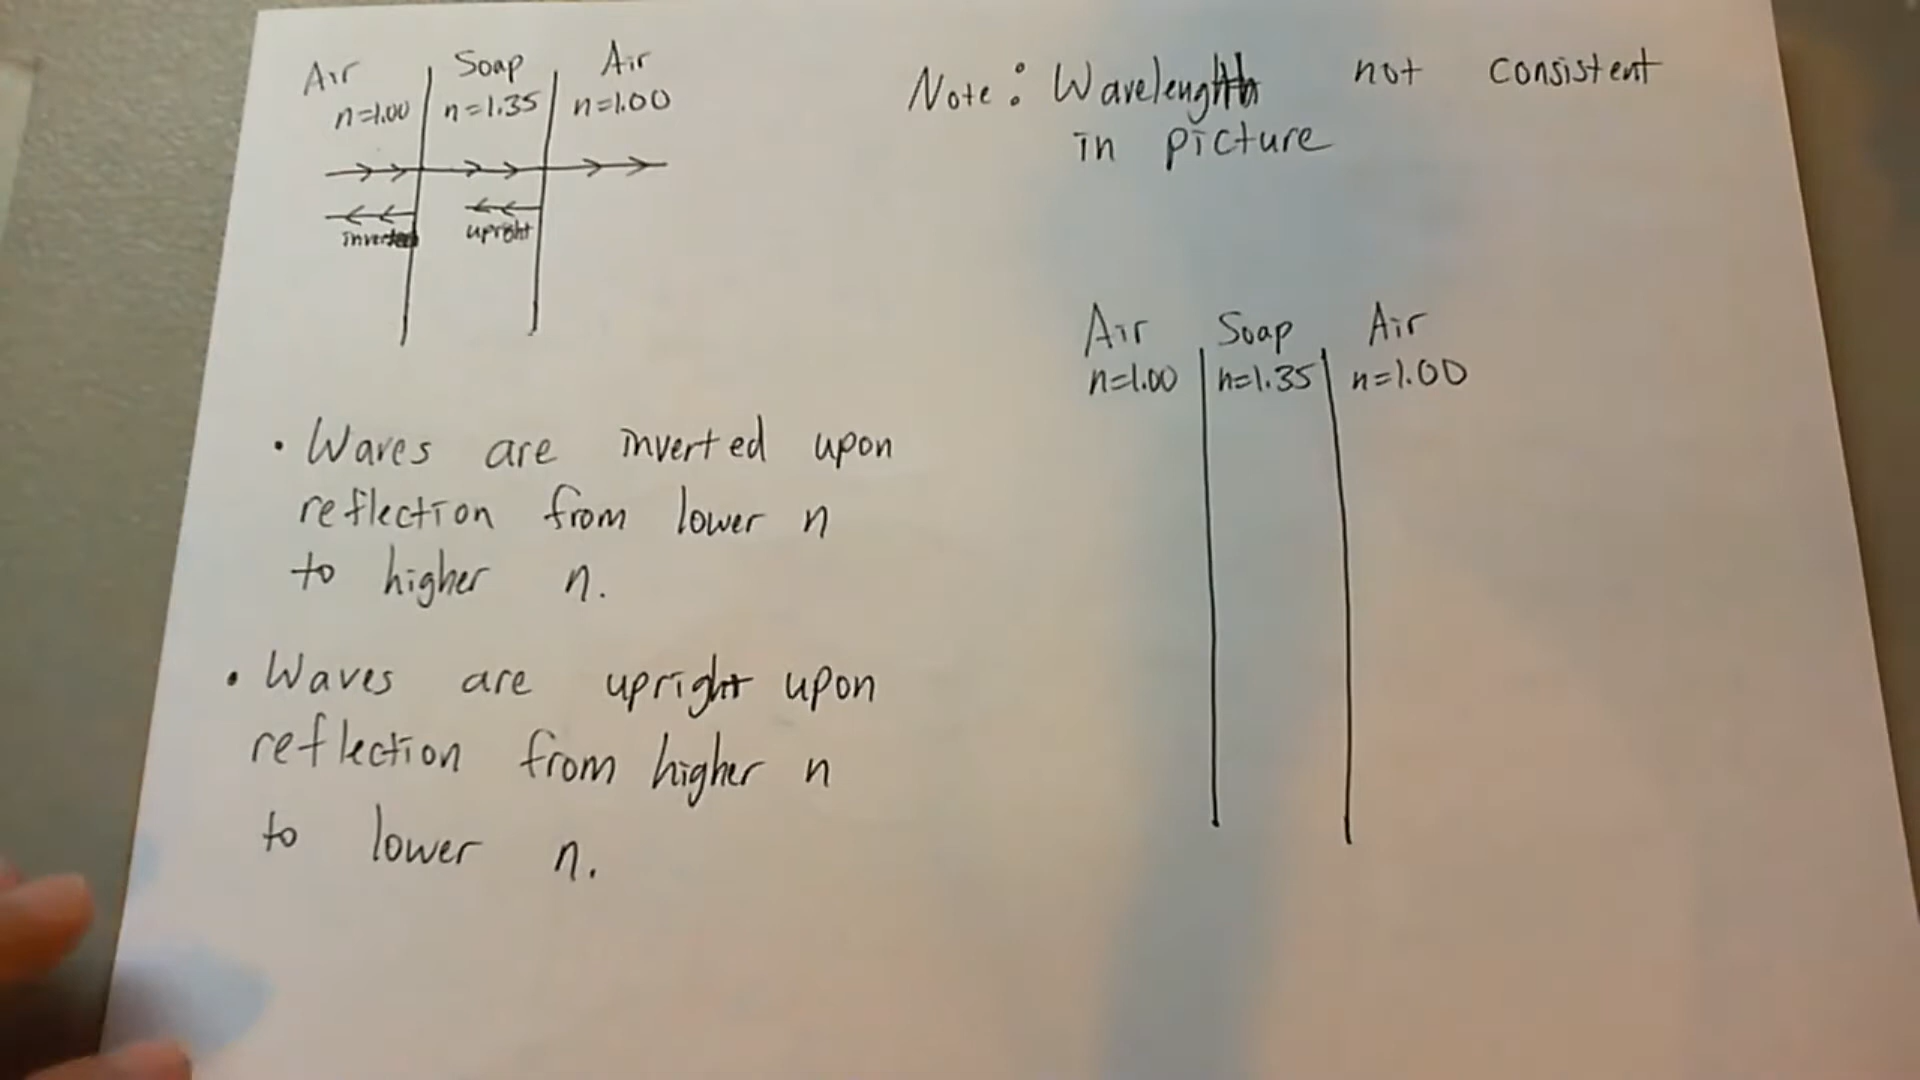 Air Soap Air
n=1.00 n=1.35 n=1.00
inverted upright
• Waves are inverted upon
reflection from lower n
to higher n.
• Waves are upright upon
reflection from higher n
to lower n.
Note: Wavelength not consistent
in picture
Air Soap Air
n=1.00 n=1.35 n=1.00